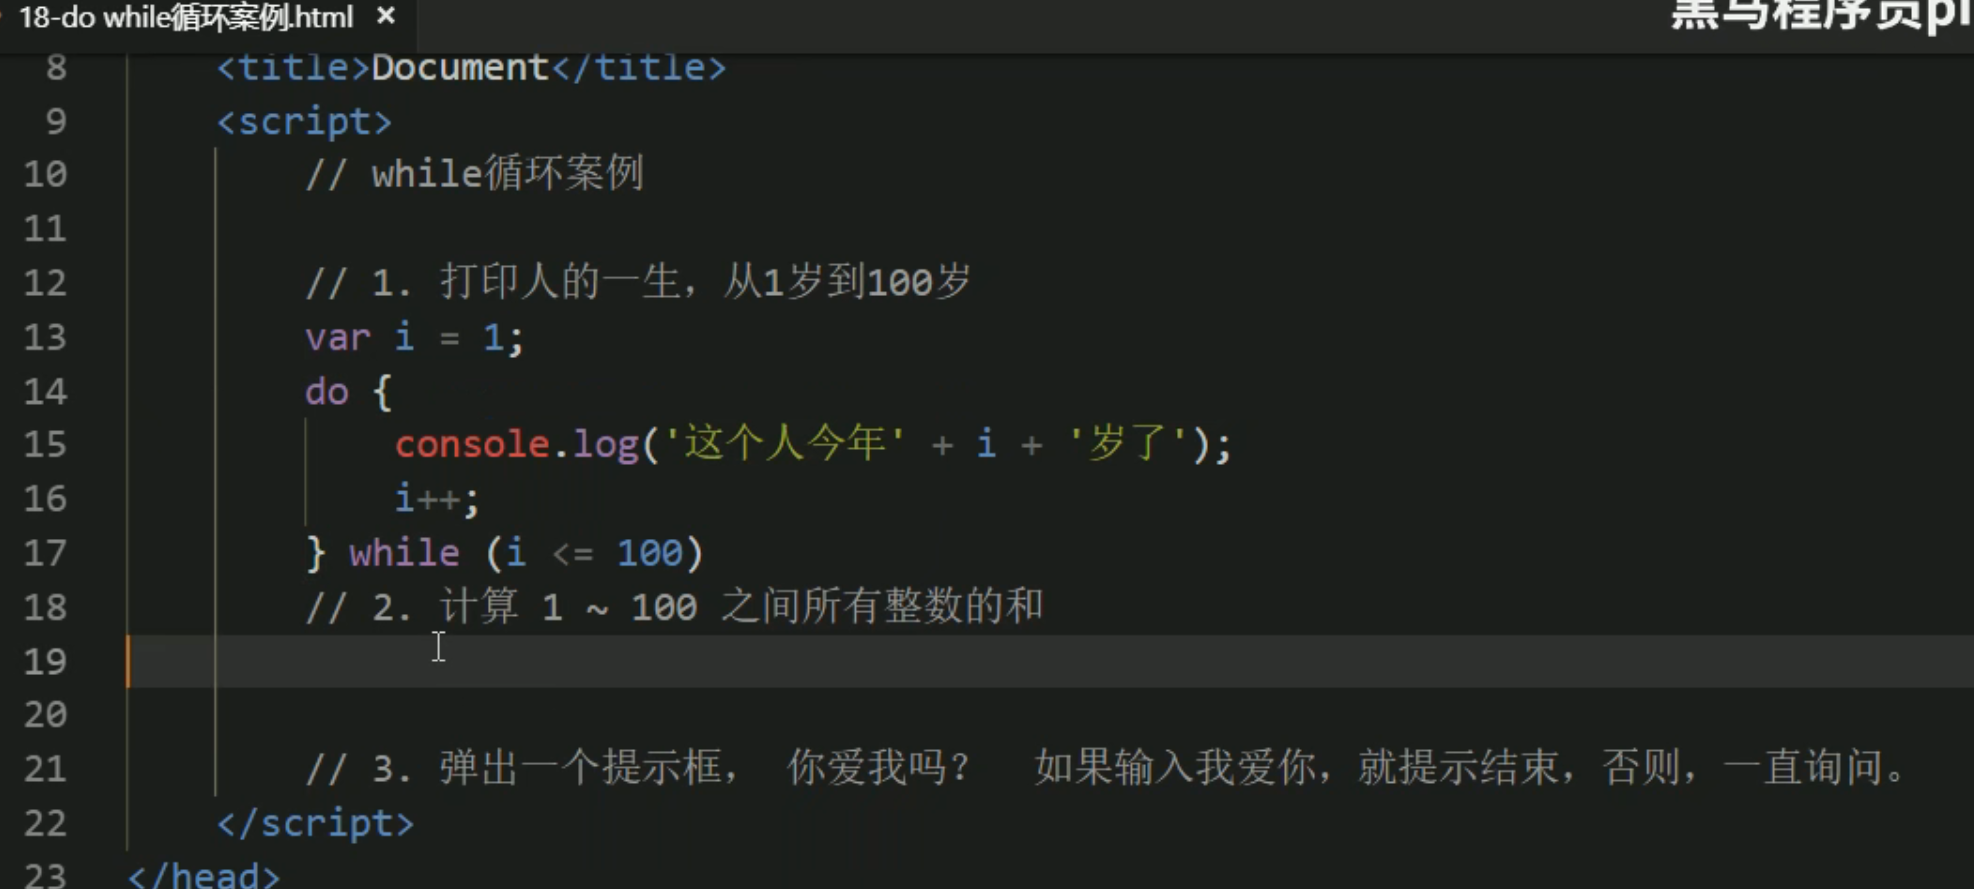 18-do while循环案例.html ×
黑马程序员
8 <title>Document</title>
9 <script>
10 // while循环案例
11
12 // 1. 打印人的一生，从1岁到100岁
13 var i = 1;
14 do {
15 console.log('这个人今年' + i + '岁了');
16 i++;
17 } while (i <= 100)
18 // 2. 计算 1 ~ 100 之间所有整数的和
19
20
21 // 3. 弹出一个提示框， 你爱我吗？ 如果输入我爱你，就提示结束，否则，一直询问。
22 </script>
23 </head>